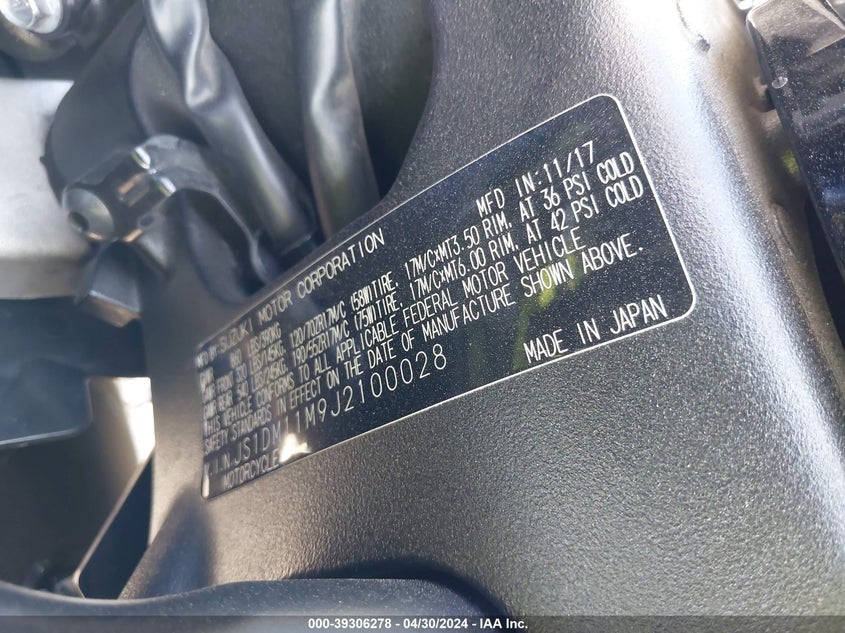 MFD BY SUZUKI MOTOR CORPORATION MFD IN:11/17
120/70ZR17M/C (58W)TIRE, 17M/C×MT3.50 RIM, AT 36 PSI COLD
190/55ZR17M/C (75W)TIRE, 17M/C×MT6.00 RIM, AT 42 PSI COLD
THIS VEHICLE CONFORMS TO ALL APPLICABLE FEDERAL MOTOR VEHICLE
SAFETY STANDARDS IN EFFECT ON THE DATE OF MANUFACTURE SHOWN ABOVE.
V.I.N. JS1DM11M9J2100028
MOTORCYCLE MADE IN JAPAN
000-39306278 - 04/30/2024 - IAA Inc.